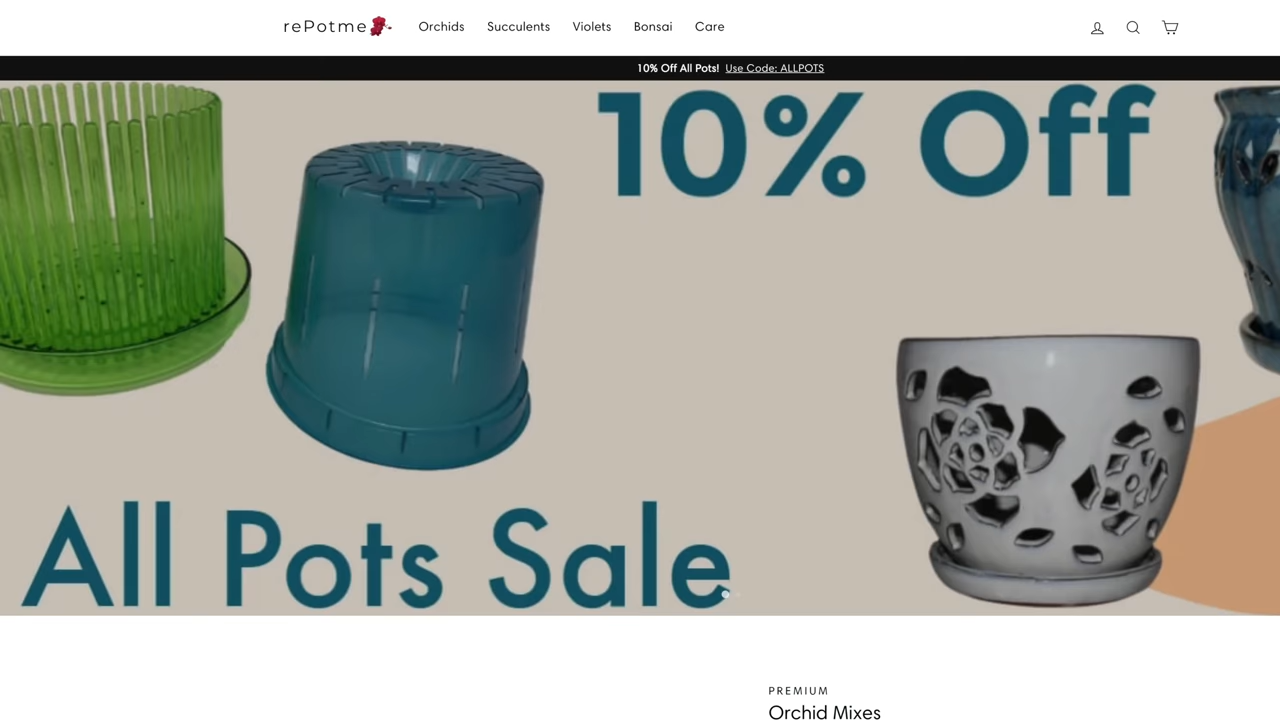 rePotme Orchids Succulents Violets Bonsai Care
10% Off All Pots! Use Code: ALLPOTS
10% Off
All Pots Sale
PREMIUM
Orchid Mixes